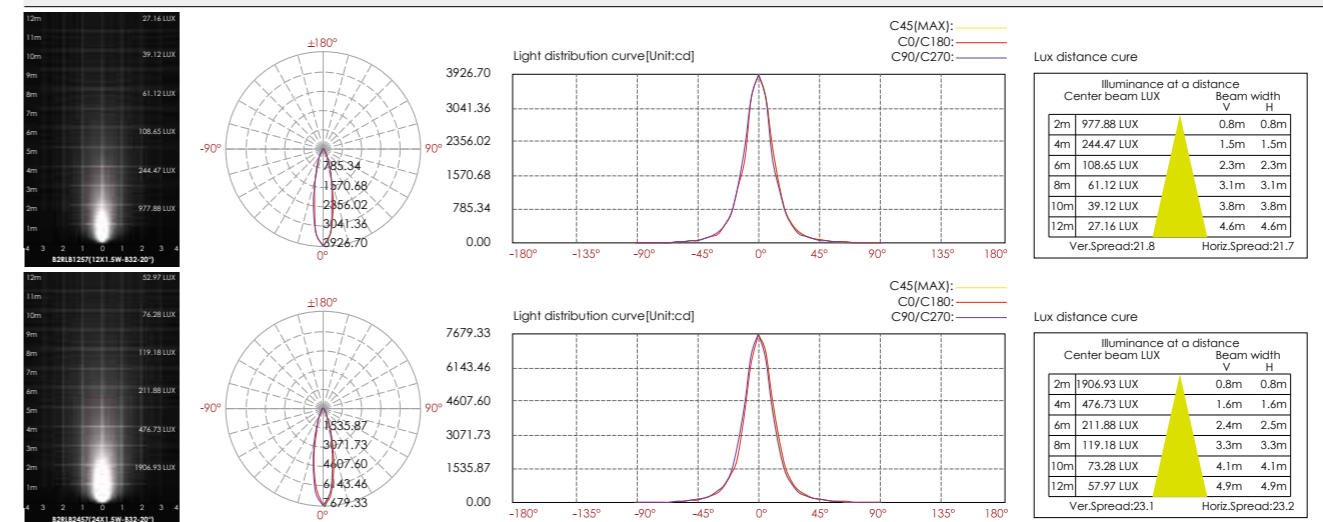 12m 27.16 LUX
11m
10m 39.12 LUX
9m
8m 61.12 LUX
7m
6m 108.65 LUX
5m
4m 244.47 LUX
3m
2m 977.88 LUX
1m
4 3 2 1 0 1 2 3 4
B2RLB1257(12X1.5W-B32-20°)
±180°
-90° 90°
785.34
1570.68
2356.02
3041.36
3926.70
0°
C45(MAX):
C0/C180:
C90/C270:
Light distribution curve[Unit:cd]
3926.70
3041.36
2356.02
1570.68
785.34
0.00
-180° -135° -90° -45° 0° 45° 90° 135° 180°
Lux distance cure
Illuminance at a distance
Center beam LUX Beam width
V H
2m 977.88 LUX 0.8m 0.8m
4m 244.47 LUX 1.5m 1.5m
6m 108.65 LUX 2.3m 2.3m
8m 61.12 LUX 3.1m 3.1m
10m 39.12 LUX 3.8m 3.8m
12m 27.16 LUX 4.6m 4.6m
Ver.Spread:21.8 Horiz.Spread:21.7
12m 52.97 LUX
11m
10m 76.28 LUX
9m
8m 119.18 LUX
7m
6m 211.88 LUX
5m
4m 476.73 LUX
3m
2m 1906.93 LUX
1m
4 3 2 1 0 1 2 3 4
B2RLB2457(24X1.5W-B32-20°)
±180°
-90° 90°
1535.87
3071.73
4607.60
6143.46
7679.33
0°
C45(MAX):
C0/C180:
C90/C270:
Light distribution curve[Unit:cd]
7679.33
6143.46
4607.60
3071.73
1535.87
0.00
-180° -135° -90° -45° 0° 45° 90° 135° 180°
Lux distance cure
Illuminance at a distance
Center beam LUX Beam width
V H
2m 1906.93 LUX 0.8m 0.8m
4m 476.73 LUX 1.6m 1.6m
6m 211.88 LUX 2.4m 2.5m
8m 119.18 LUX 3.3m 3.3m
10m 73.28 LUX 4.1m 4.1m
12m 57.97 LUX 4.9m 4.9m
Ver.Spread:23.1 Horiz.Spread:23.2